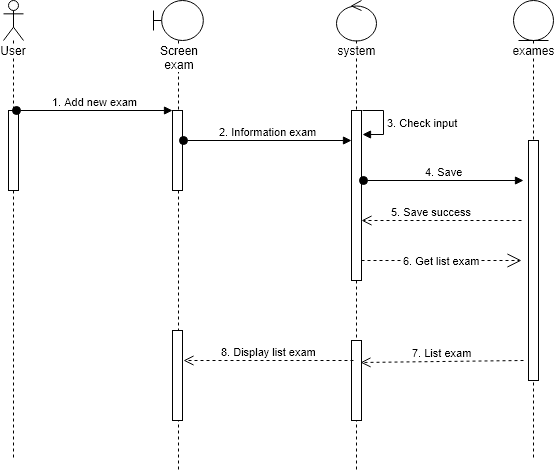 User
Screen
exam
system
exames
1. Add new exam
2. Information exam
3. Check input
4. Save
5. Save success
6. Get list exam
7. List exam
8. Display list exam